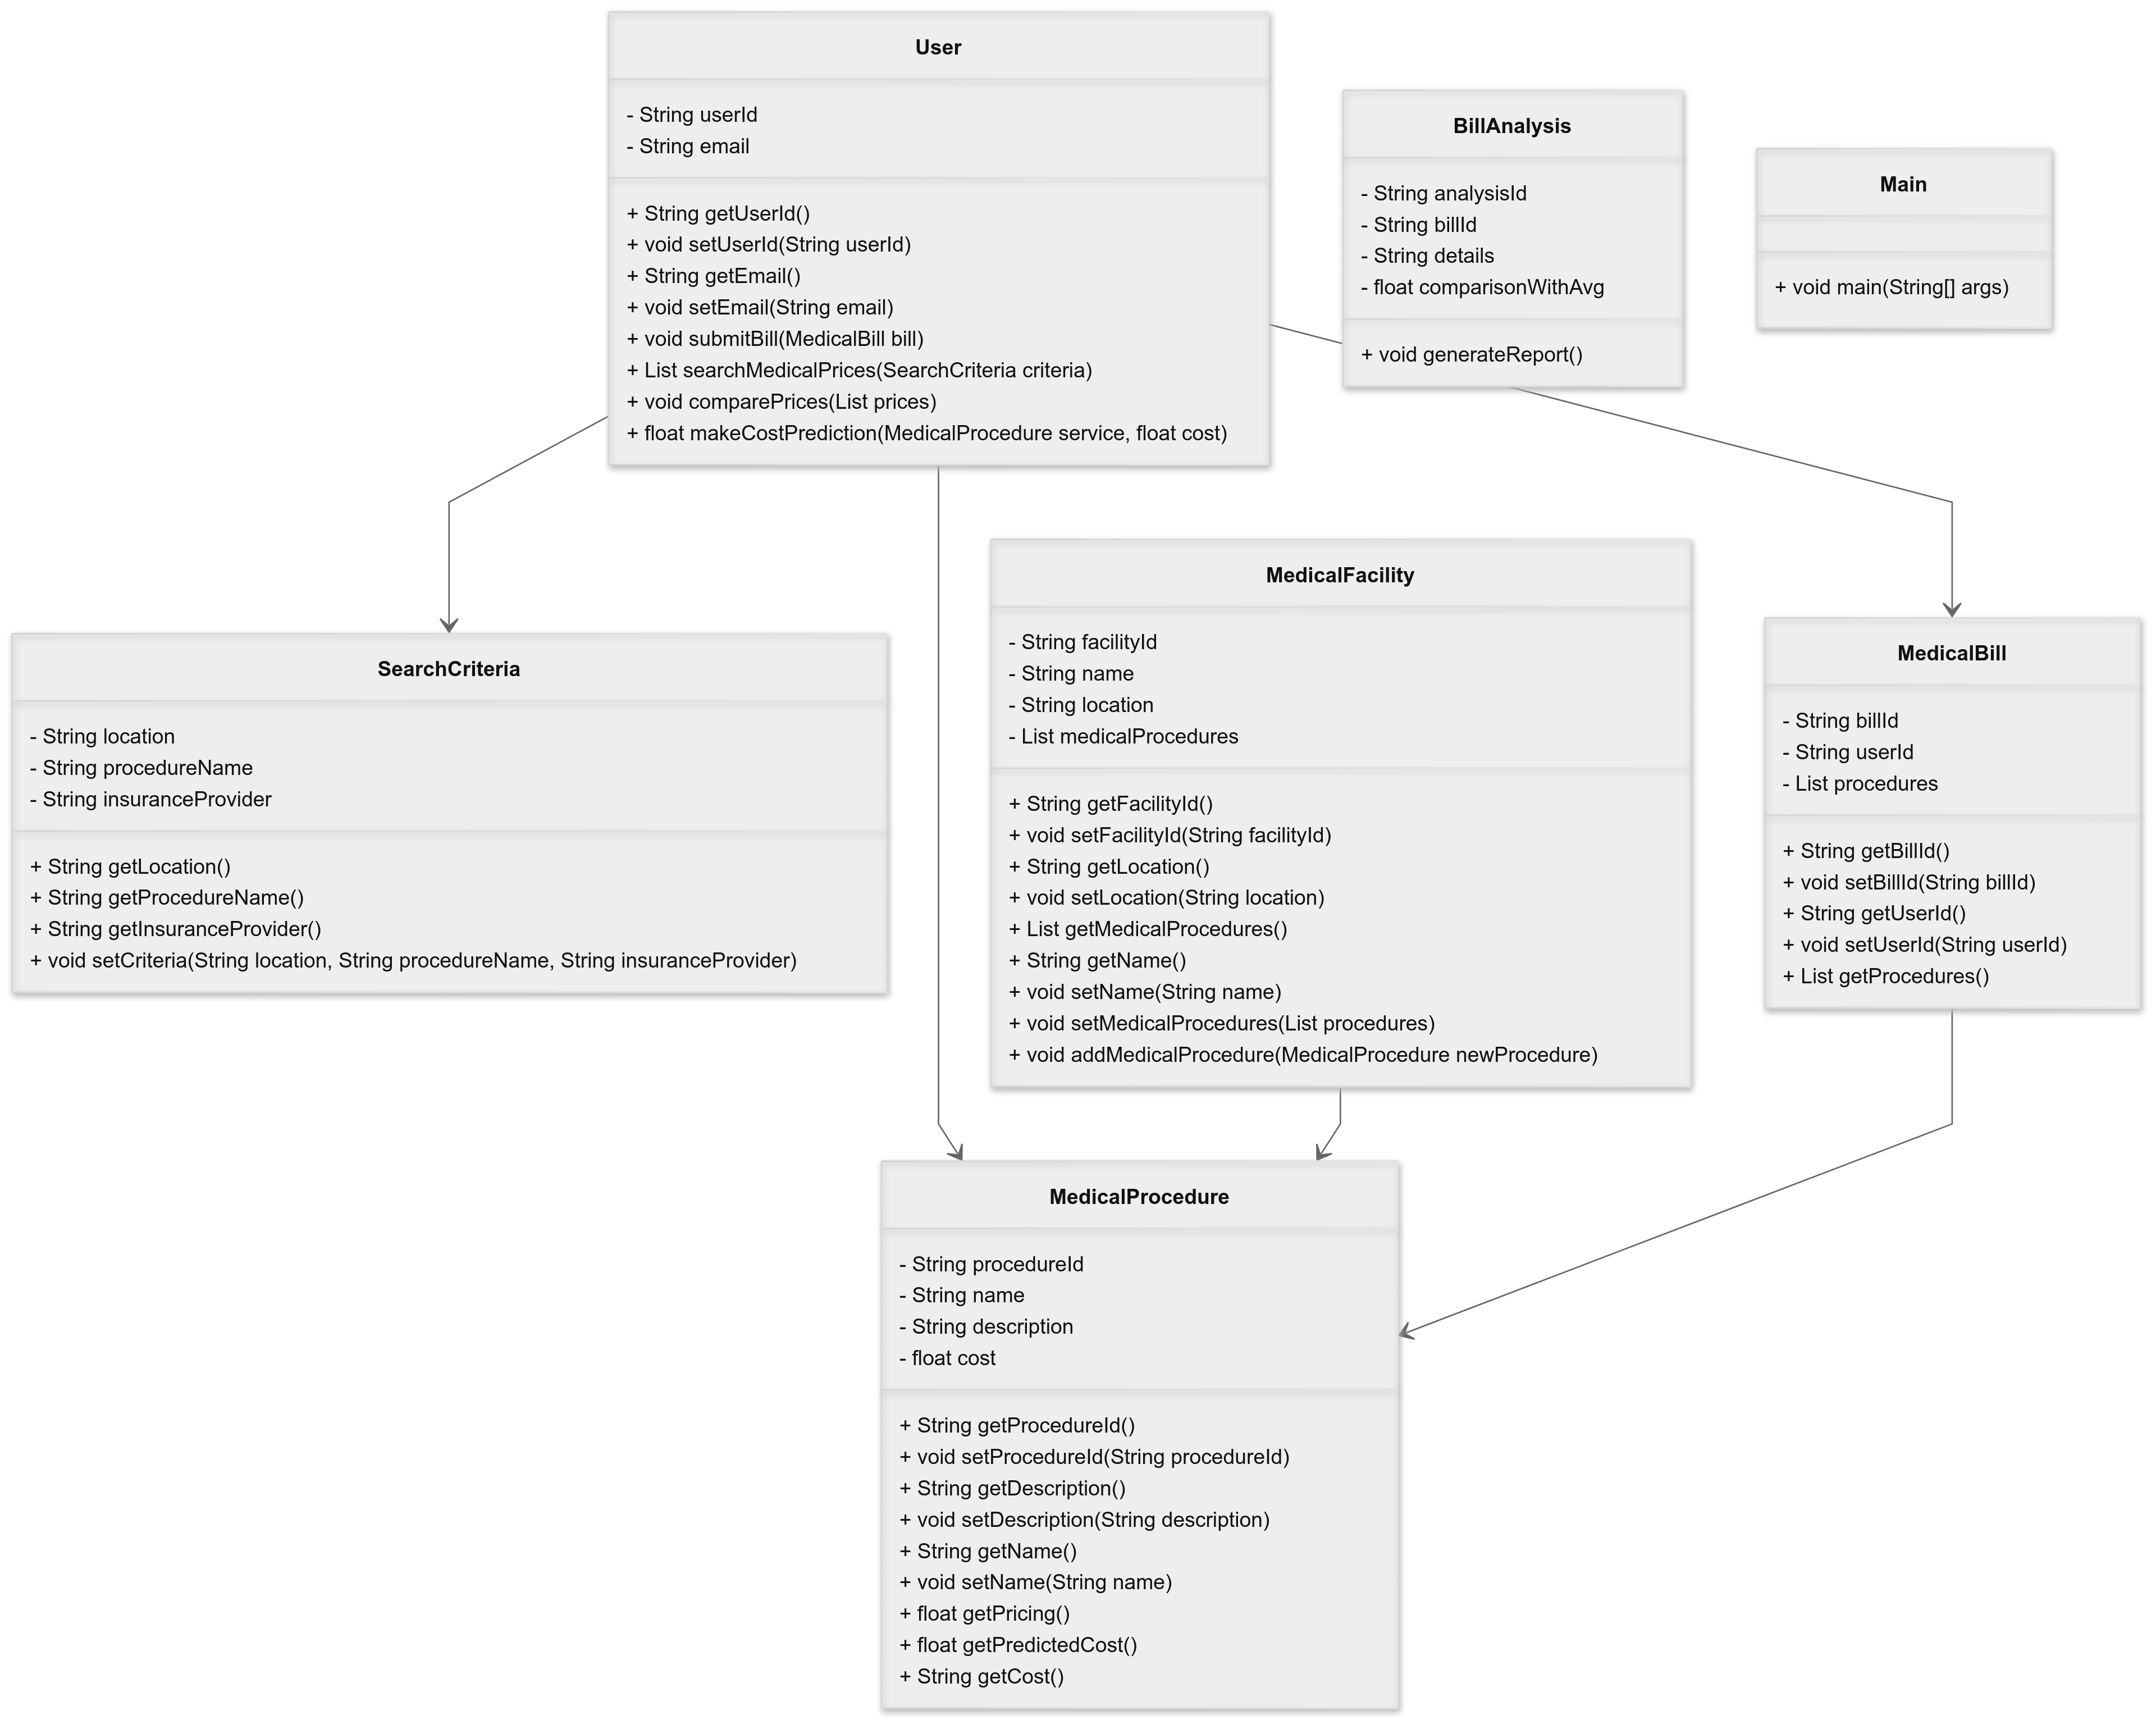 User
- String userId
- String email
+ String getUserId()
+ void setUserId(String userId)
+ String getEmail()
+ void setEmail(String email)
+ void submitBill(MedicalBill bill)
+ List searchMedicalPrices(SearchCriteria criteria)
+ void comparePrices(List prices)
+ float makeCostPrediction(MedicalProcedure service, float cost)
BillAnalysis
- String analysisId
- String billId
- String details
- float comparisonWithAvg
+ void generateReport()
Main
+ void main(String[] args)
SearchCriteria
- String location
- String procedureName
- String insuranceProvider
+ String getLocation()
+ String getProcedureName()
+ String getInsuranceProvider()
+ void setCriteria(String location, String procedureName, String insuranceProvider)
MedicalFacility
- String facilityId
- String name
- String location
- List medicalProcedures
+ String getFacilityId()
+ void setFacilityId(String facilityId)
+ String getLocation()
+ void setLocation(String location)
+ List getMedicalProcedures()
+ String getName()
+ void setName(String name)
+ void setMedicalProcedures(List procedures)
+ void addMedicalProcedure(MedicalProcedure newProcedure)
MedicalBill
- String billId
- String userId
- List procedures
+ String getBillId()
+ void setBillId(String billId)
+ String getUserId()
+ void setUserId(String userId)
+ List getProcedures()
MedicalProcedure
- String procedureId
- String name
- String description
- float cost
+ String getProcedureId()
+ void setProcedureId(String procedureId)
+ String getDescription()
+ void setDescription(String description)
+ String getName()
+ void setName(String name)
+ float getPricing()
+ float getPredictedCost()
+ String getCost()